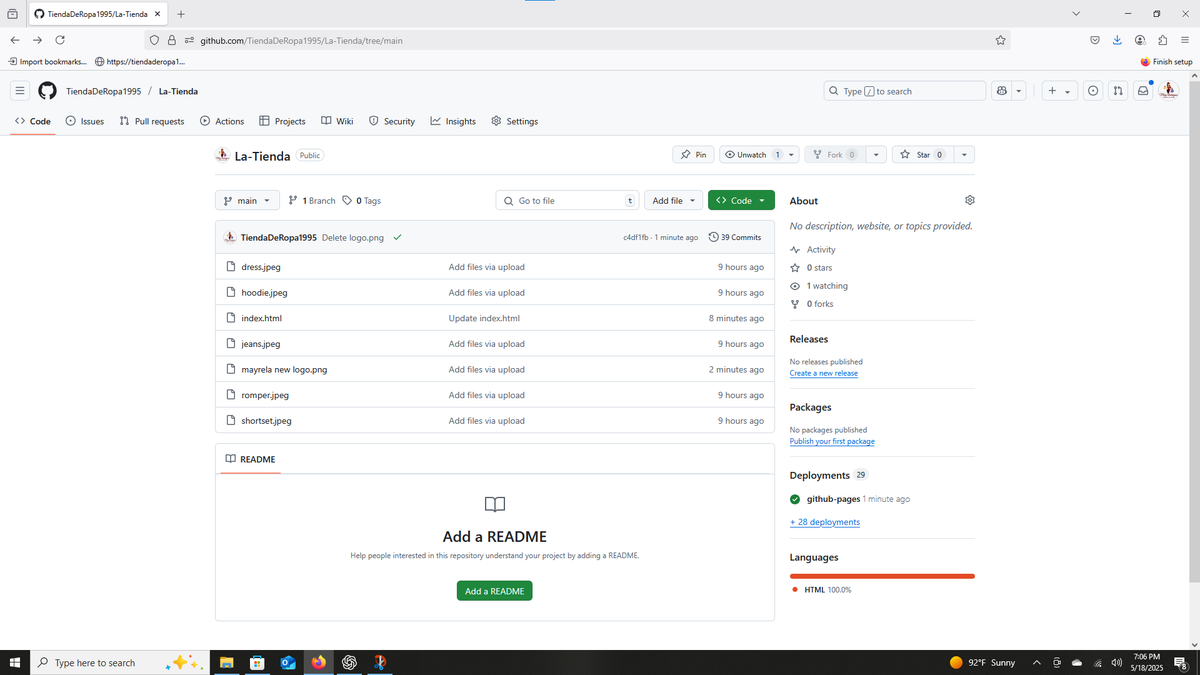 TiendaDeRopa1995/La-Tienda
github.com/TiendaDeRopa1995/La-Tienda/tree/main
Import bookmarks... https://tiendaderopa1... Finish setup
TiendaDeRopa1995 / La-Tienda Type / to search
Code Issues Pull requests Actions Projects Wiki Security Insights Settings
La-Tienda Public Pin Unwatch 1 Fork 0 Star 0
main 1 Branch 0 Tags Go to file t Add file Code
TiendaDeRopa1995 Delete logo.png c4df1fb · 1 minute ago 39 Commits
dress.jpeg Add files via upload 9 hours ago
hoodie.jpeg Add files via upload 9 hours ago
index.html Update index.html 8 minutes ago
jeans.jpeg Add files via upload 9 hours ago
mayrela new logo.png Add files via upload 2 minutes ago
romper.jpeg Add files via upload 9 hours ago
shortset.jpeg Add files via upload 9 hours ago
README
Add a README
Help people interested in this repository understand your project by adding a README.
Add a README
About
No description, website, or topics provided.
Activity
0 stars
1 watching
0 forks
Releases
No releases published
Create a new release
Packages
No packages published
Publish your first package
Deployments 29
github-pages 1 minute ago
+ 28 deployments
Languages
HTML 100.0%
Type here to search 92°F Sunny 7:06 PM
5/18/2025 8